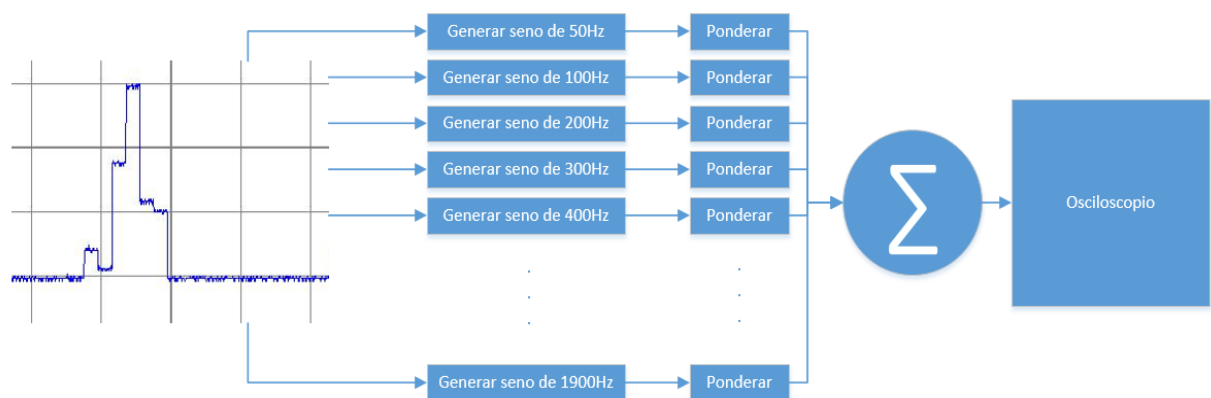 Generar seno de 50Hz
Ponderar
Generar seno de 100Hz
Ponderar
Generar seno de 200Hz
Ponderar
Generar seno de 300Hz
Ponderar
Generar seno de 400Hz
Ponderar
∑
Osciloscopio
Generar seno de 1900Hz
Ponderar